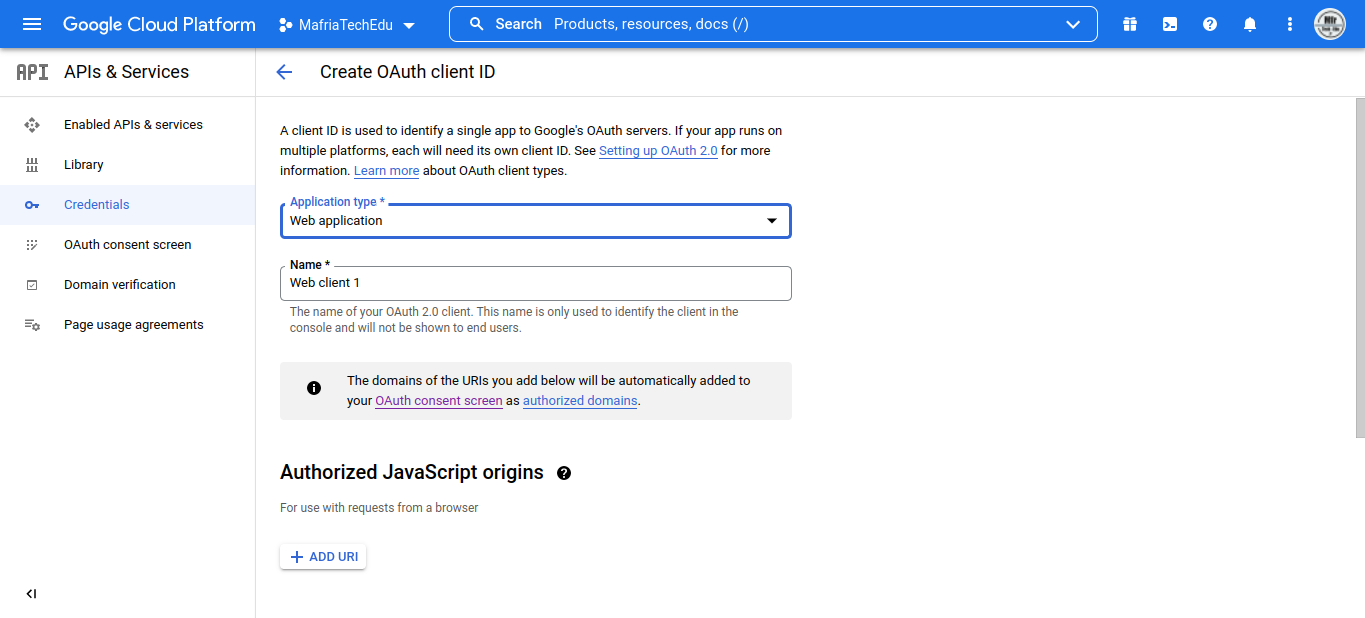 Google Cloud Platform
MafriaTechEdu
Search Products, resources, docs (/)
API APIs & Services
Create OAuth client ID
Enabled APIs & services
Library
Credentials
OAuth consent screen
Domain verification
Page usage agreements
A client ID is used to identify a single app to Google's OAuth servers. If your app runs on
multiple platforms, each will need its own client ID. See Setting up OAuth 2.0 for more
information. Learn more about OAuth client types.
Application type *
Web application
Name *
Web client 1
The name of your OAuth 2.0 client. This name is only used to identify the client in the
console and will not be shown to end users.
The domains of the URIs you add below will be automatically added to
your OAuth consent screen as authorized domains.
Authorized JavaScript origins
For use with requests from a browser
ADD URI